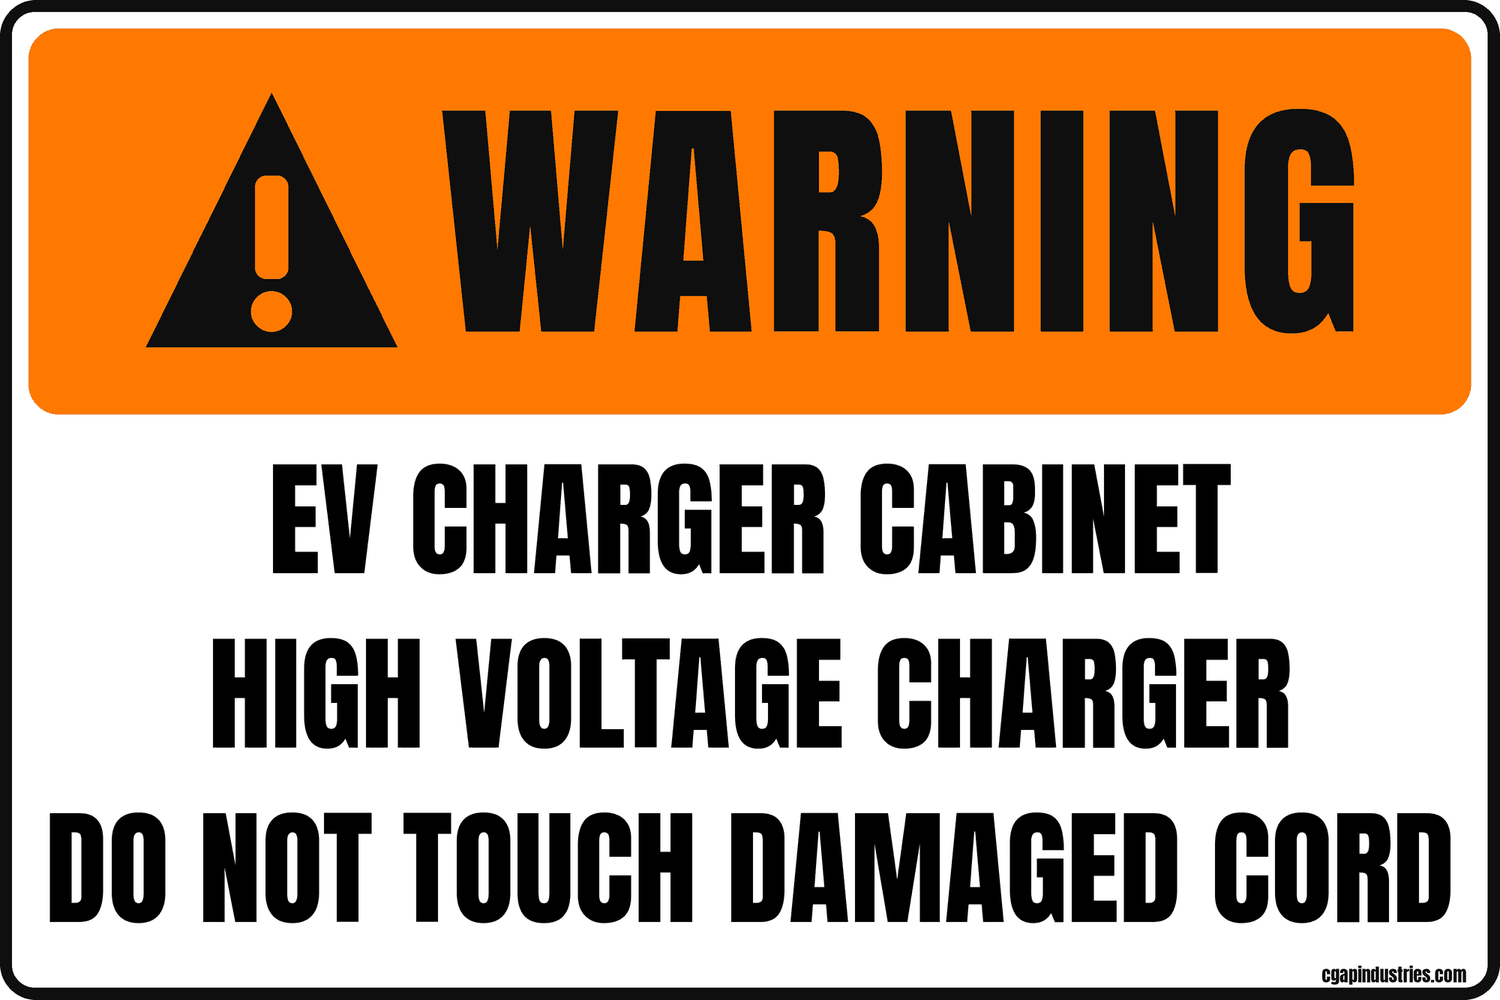 WARNING
EV CHARGER CABINET
HIGH VOLTAGE CHARGER
DO NOT TOUCH DAMAGED CORD
cgapindustries.com